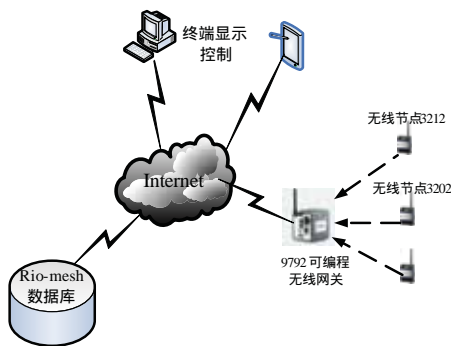 终端显示
控制
无线节点3212
Internet
无线节点3202
9792 可编程
无线网关
Rio-mesh
数据库